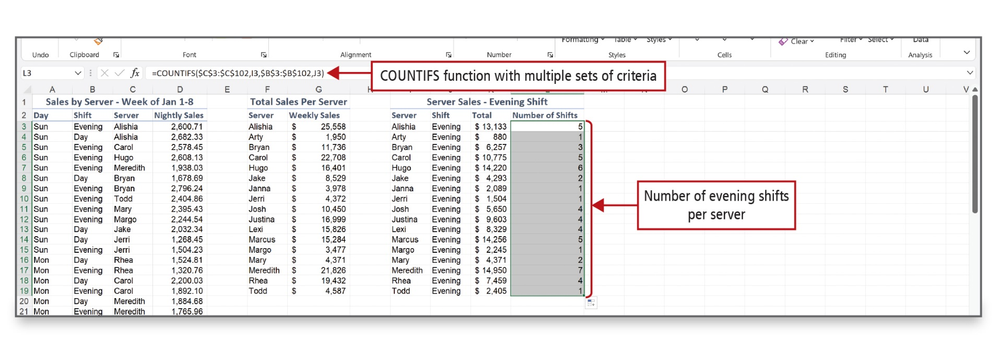 Formatting Table Styles Clear Filter Select Data
Undo Clipboard Font Alignment Number Styles Cells Editing Analysis
L3 fx =COUNTIFS($C$3:$C$102,I3,$B$3:$B$102,J3)
COUNTIFS function with multiple sets of criteria
A B C D E F G O P Q R S T U V
1 Sales by Server - Week of Jan 1-8 Total Sales Per Server Server Sales - Evening Shift
2 Day Shift Server Nightly Sales Server Weekly Sales Server Shift Total Number of Shifts
3 Sun Evening Alishia 2,600.71 Alishia $ 25,558 Alishia Evening $ 13,133 5
4 Sun Day Alishia 2,682.33 Arty $ 1,950 Arty Evening $ 880 1
5 Sun Evening Carol 2,578.45 Bryan $ 11,736 Bryan Evening $ 6,257 3
6 Sun Evening Hugo 2,608.13 Carol $ 22,708 Carol Evening $ 10,775 5
7 Sun Evening Meredith 1,938.03 Hugo $ 16,401 Hugo Evening $ 14,220 6
8 Sun Day Bryan 1,678.69 Jake $ 8,529 Jake Evening $ 4,293 2
9 Sun Evening Bryan 2,796.24 Janna $ 3,978 Janna Evening $ 2,089 1
10 Sun Evening Todd 2,404.86 Jerri $ 4,372 Jerri Evening $ 1,504 1
11 Sun Evening Mary 2,395.43 Josh $ 10,450 Josh Evening $ 5,650 4
12 Sun Evening Margo 2,244.54 Justina $ 16,999 Justina Evening $ 9,603 4
13 Sun Day Jake 2,032.34 Lexi $ 15,826 Lexi Evening $ 8,329 4
14 Sun Day Jerri 1,268.45 Marcus $ 15,284 Marcus Evening $ 14,256 5
15 Sun Evening Jerri 1,504.23 Margo $ 3,477 Margo Evening $ 2,245 1
16 Mon Day Rhea 1,524.81 Mary $ 4,371 Mary Evening $ 4,371 2
17 Mon Evening Rhea 1,320.76 Meredith $ 21,826 Meredith Evening $ 14,950 7
18 Mon Day Carol 2,200.03 Rhea $ 19,432 Rhea Evening $ 7,459 4
19 Mon Evening Carol 1,892.10 Todd $ 4,587 Todd Evening $ 2,405 1
20 Mon Day Meredith 1,884.68
21 Mon Evening Meredith 1,765.96
Number of evening shifts
per server